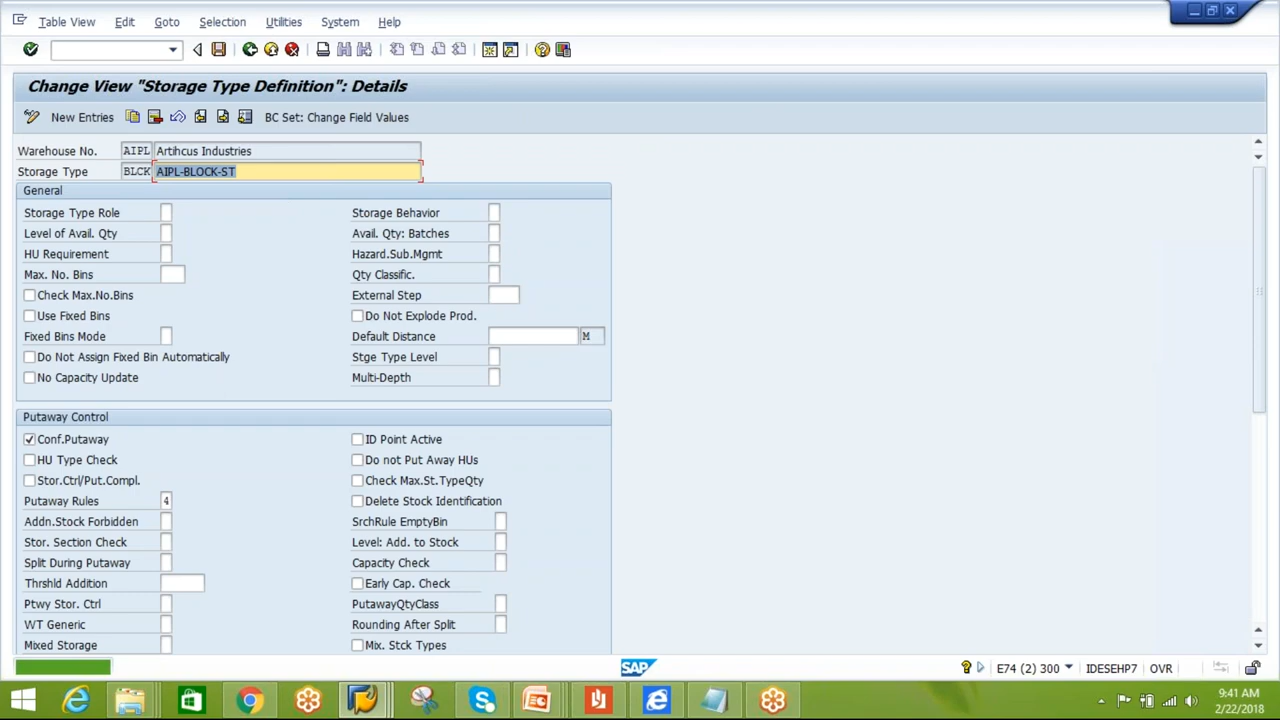 Table View Edit Goto Selection Utilities System Help
Change View "Storage Type Definition": Details
New Entries BC Set: Change Field Values
Warehouse No. AIPL Artihcus Industries
Storage Type BLCK AIPL-BLOCK-ST
General
Storage Type Role Storage Behavior
Level of Avail. Qty Avail. Qty: Batches
HU Requirement Hazard.Sub.Mgmt
Max. No. Bins Qty Classific.
Check Max.No.Bins External Step
Use Fixed Bins Do Not Explode Prod.
Fixed Bins Mode Default Distance M
Do Not Assign Fixed Bin Automatically Stge Type Level
No Capacity Update Multi-Depth
Putaway Control
Conf.Putaway ID Point Active
HU Type Check Do not Put Away HUs
Stor.Ctrl/Put.Compl. Check Max.St.TypeQty
Putaway Rules 4 Delete Stock Identification
Addn.Stock Forbidden SrchRule EmptyBin
Stor. Section Check Level: Add. to Stock
Split During Putaway Capacity Check
Thrshld Addition Early Cap. Check
Ptwy Stor. Ctrl PutawayQtyClass
WT Generic Rounding After Split
Mixed Storage Mix. Stck Types
SAP E74 (2) 300 IDESEHP7 OVR
9:41 AM
2/22/2018